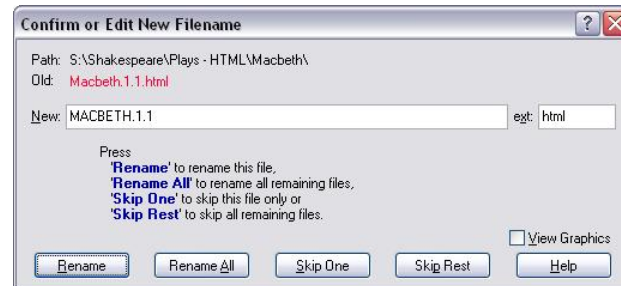 Confirm or Edit New Filename
Path: S:\Shakespeare\Plays - HTML\Macbeth\
Old: Macbeth.1.1.html
New: MACBETH.1.1 ext: html
Press
'Rename' to rename this file,
'Rename All' to rename all remaining files,
'Skip One' to skip this file only or
'Skip Rest' to skip all remaining files.
View Graphics
Rename Rename All Skip One Skip Rest Help